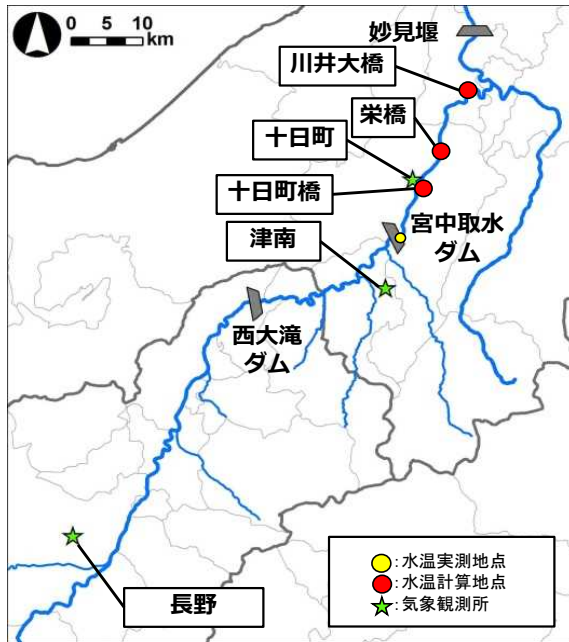 0 5 10
km
妙見堰
川井大橋
栄橋
十日町
十日町橋
宮中取水
ダム
津南
西大滝
ダム
長野
:水温実測地点
:水温計算地点
:気象観測所